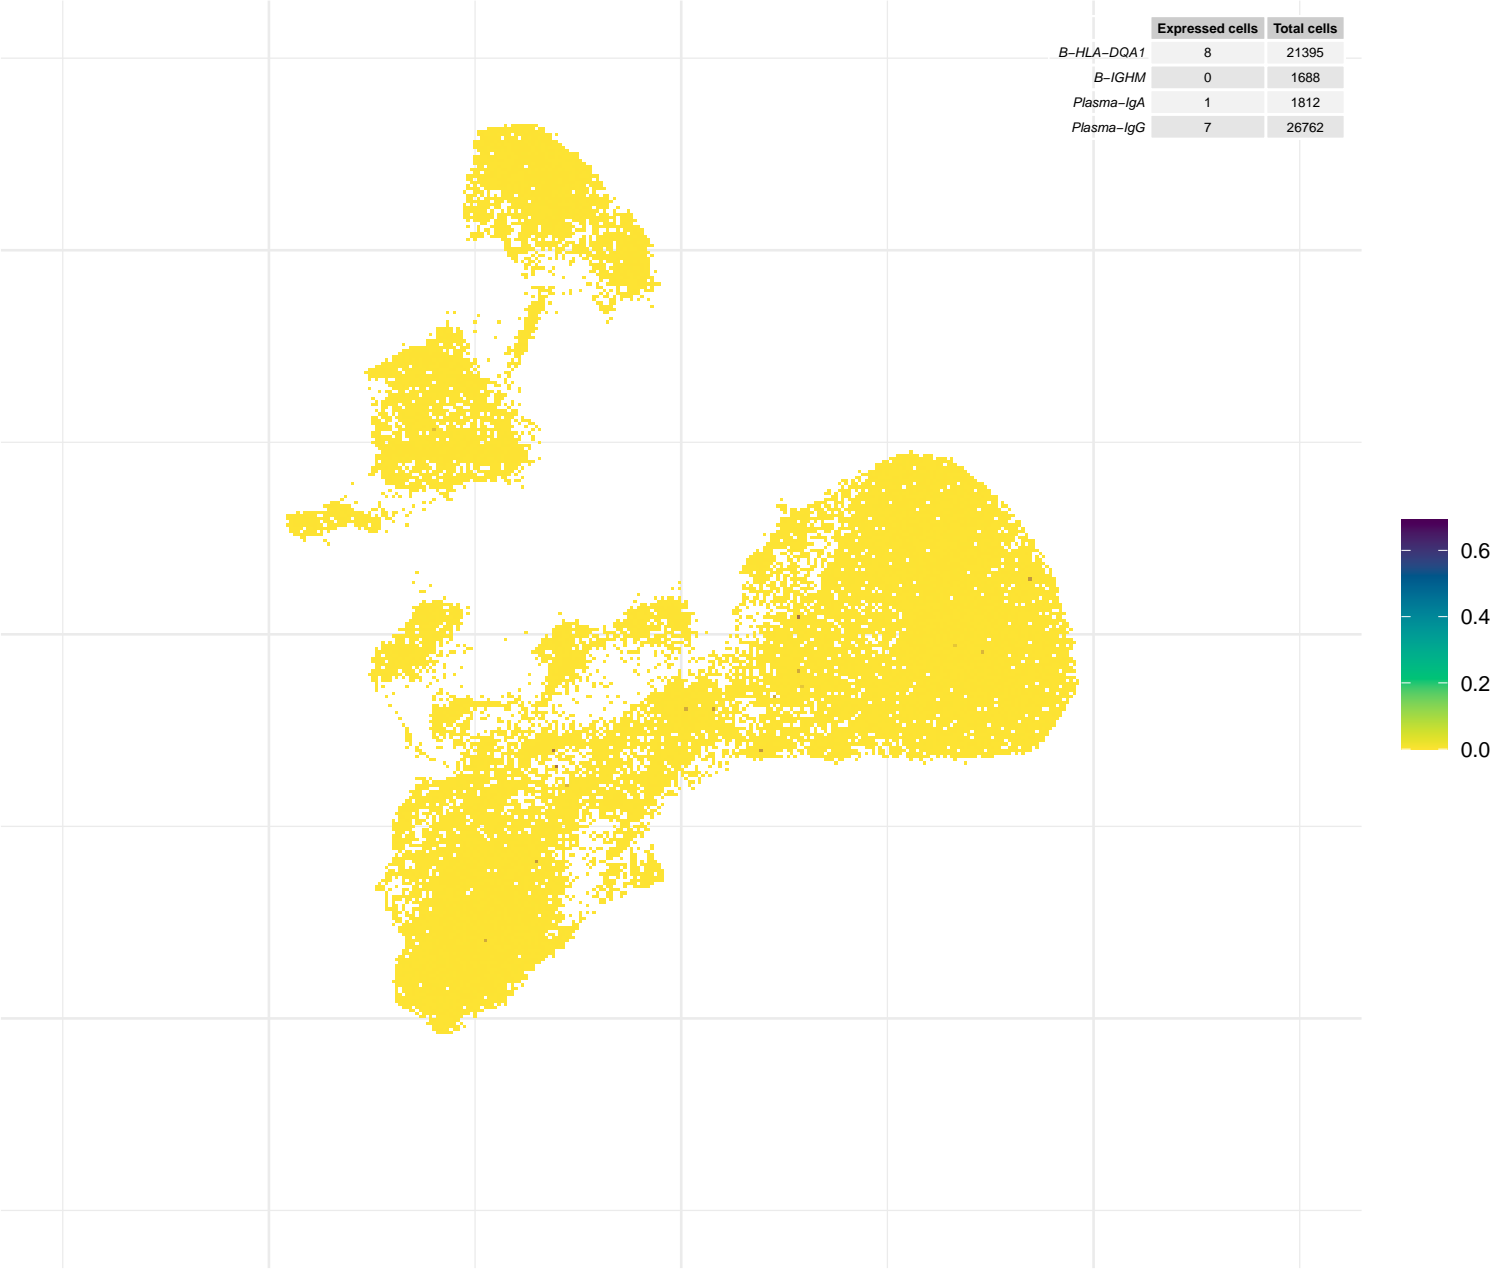 Expressed cells Total cells
B−HLA−DQA1 8 21395
B−IGHM 0 1688
Plasma−IgA 1 1812
Plasma−IgG 7 26762
0.6
0.4
0.2
0.0